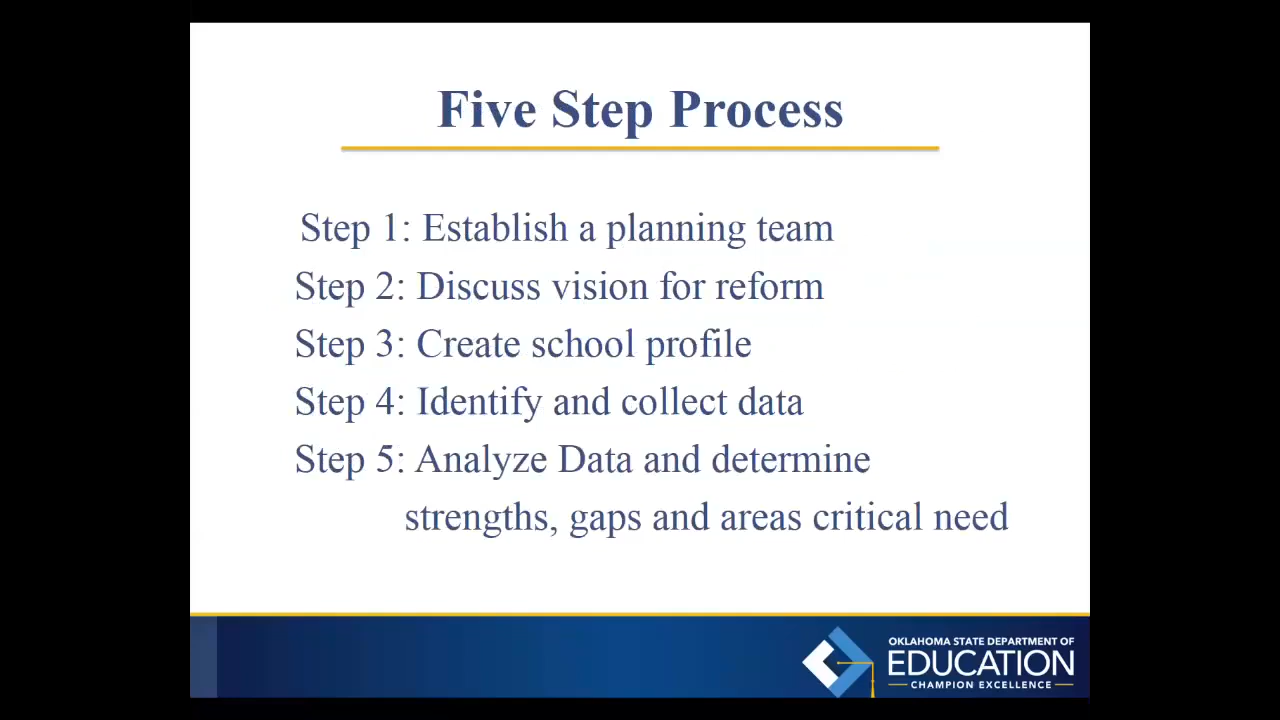 Five Step Process
Step 1: Establish a planning team
Step 2: Discuss vision for reform
Step 3: Create school profile
Step 4: Identify and collect data
Step 5: Analyze Data and determine
strengths, gaps and areas critical need
OKLAHOMA STATE DEPARTMENT OF
EDUCATION
CHAMPION EXCELLENCE